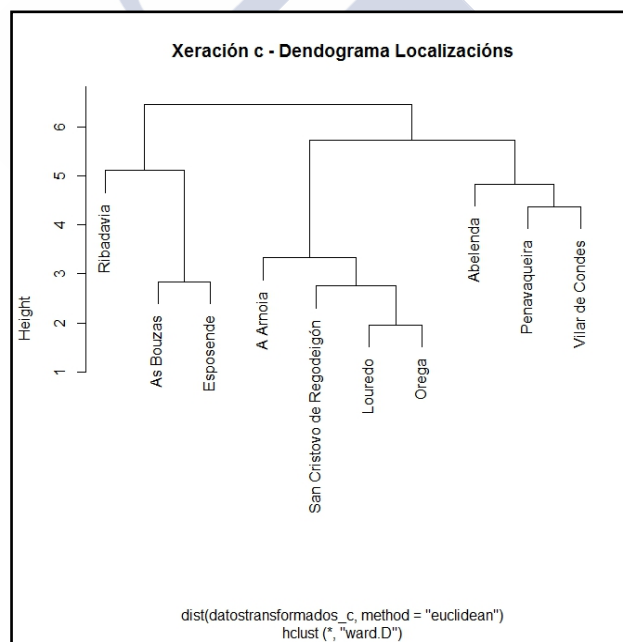 Xeración c - Dendograma Localizacións
Height
6
5
4
3
2
1
Ribadavia
As Bouzas
Esposende
A Arnoia
San Cristovo de Regodeigón
Louredo
Orega
Abelenda
Penavaqueira
Vilar de Condes
dist(datostransformados_c, method = "euclidean")
hclust (*, "ward.D")